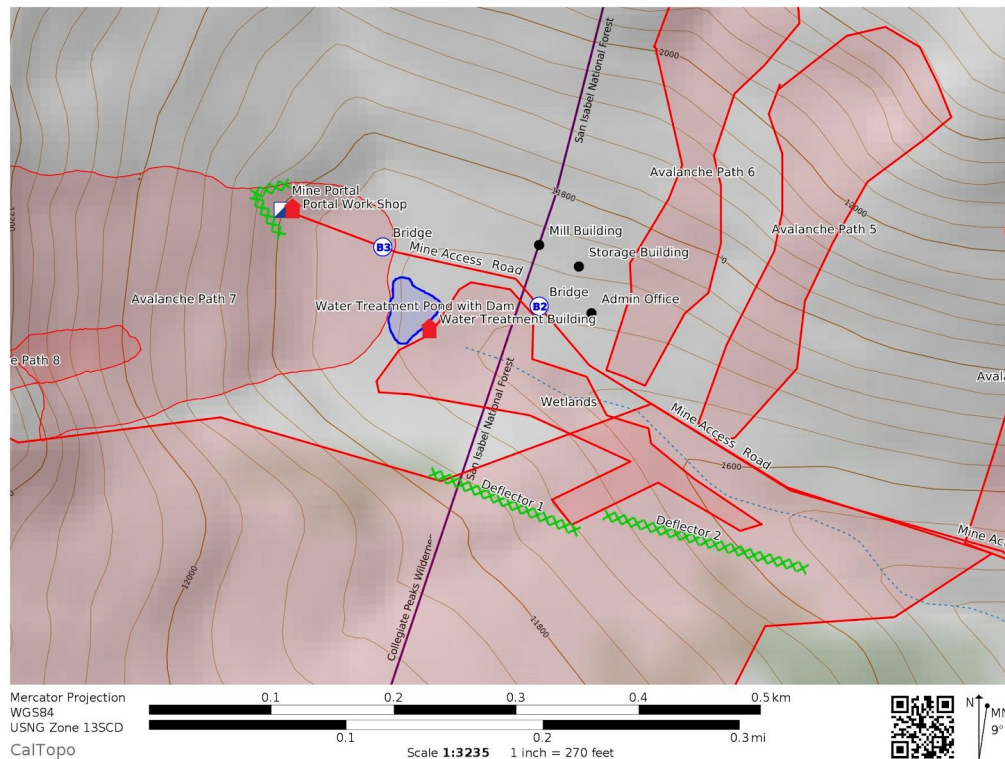 San Isabel National Forest
12000
Avalanche Path 6
11800
Mine Portal
Portal Work Shop
12000
Avalanche Path 5
Mill Building
Bridge
B3
Mine Access Road
Storage Building
Avalanche Path 7
Bridge
B2
Admin Office
Water Treatment Pond with Dam
Water Treatment Building
e Path 8
Avala
San Isabel National Forest
Wetlands
Mine Access Road
1600
Deflector 1
Deflector 2
Mine Acc
12000
Collegiate Peaks Wildernes
11800
Mercator Projection
WGS84
USNG Zone 13SCD
CalTopo
0.1 0.2 0.3 0.4 0.5 km
0.1 0.2 0.3 mi
Scale 1:3235 1 inch = 270 feet
N
MN
9°